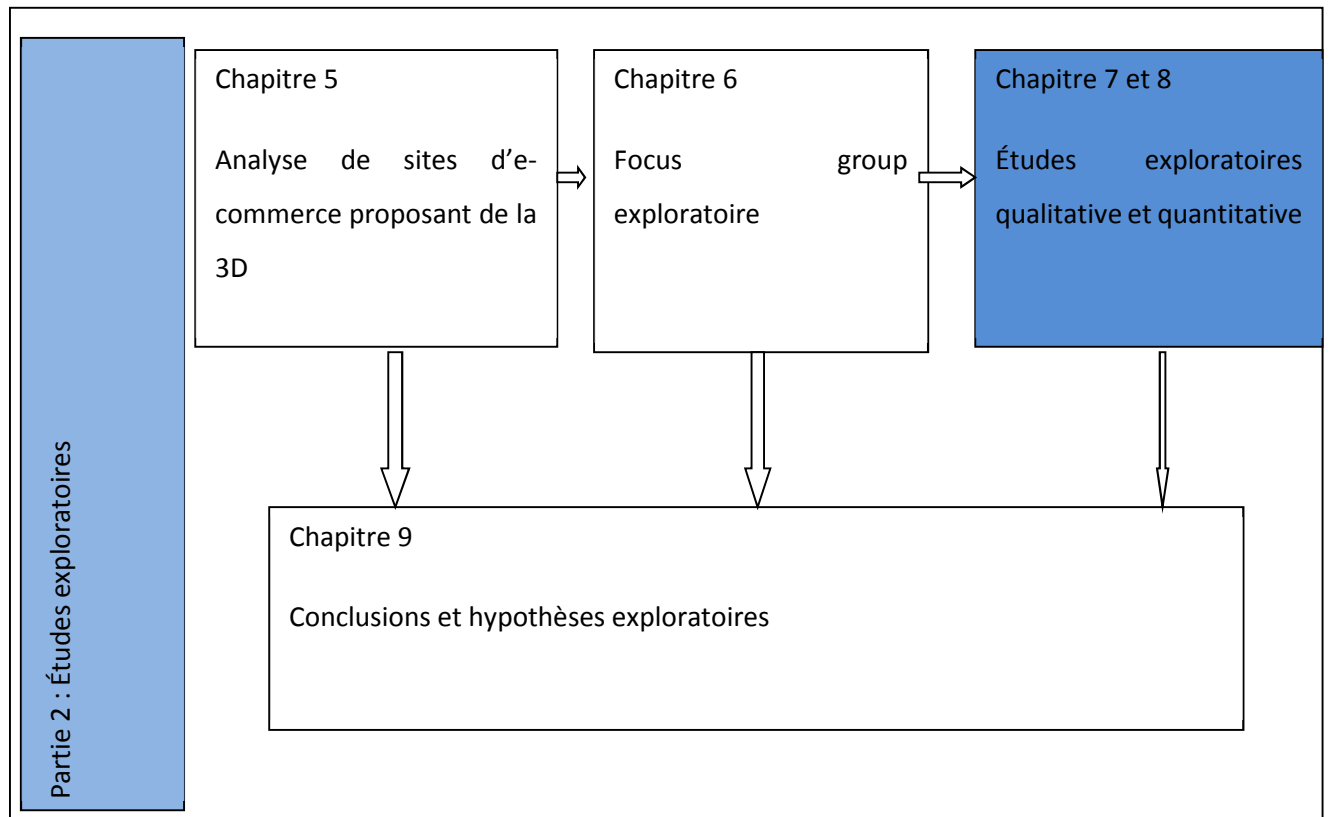 Partie 2 : Études exploratoires
Chapitre 5
Analyse de sites d’e-
commerce proposant de la
3D
Chapitre 6
Focus group
exploratoire
Chapitre 7 et 8
Études exploratoires
qualitative et quantitative
Chapitre 9
Conclusions et hypothèses exploratoires